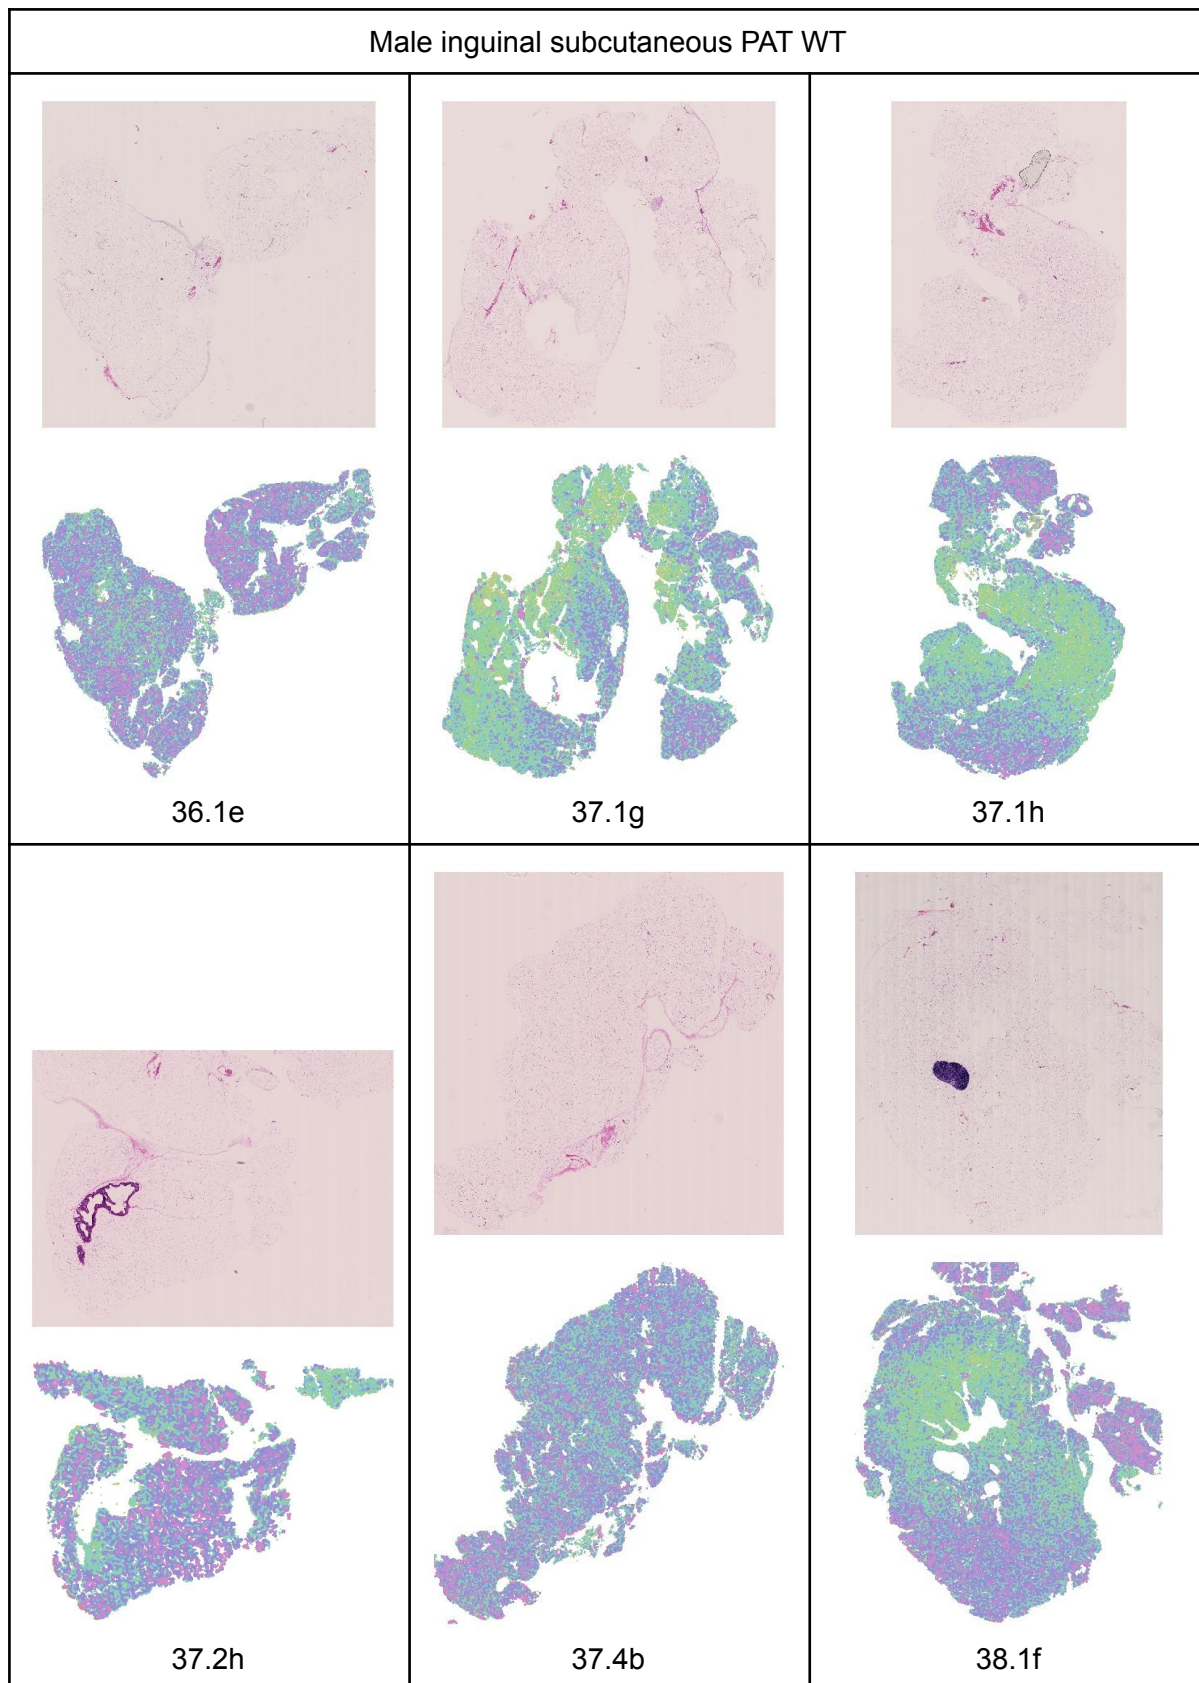 Male inguinal subcutaneous PAT WT
36.1e
37.1g
37.1h
37.2h
37.4b
38.1f